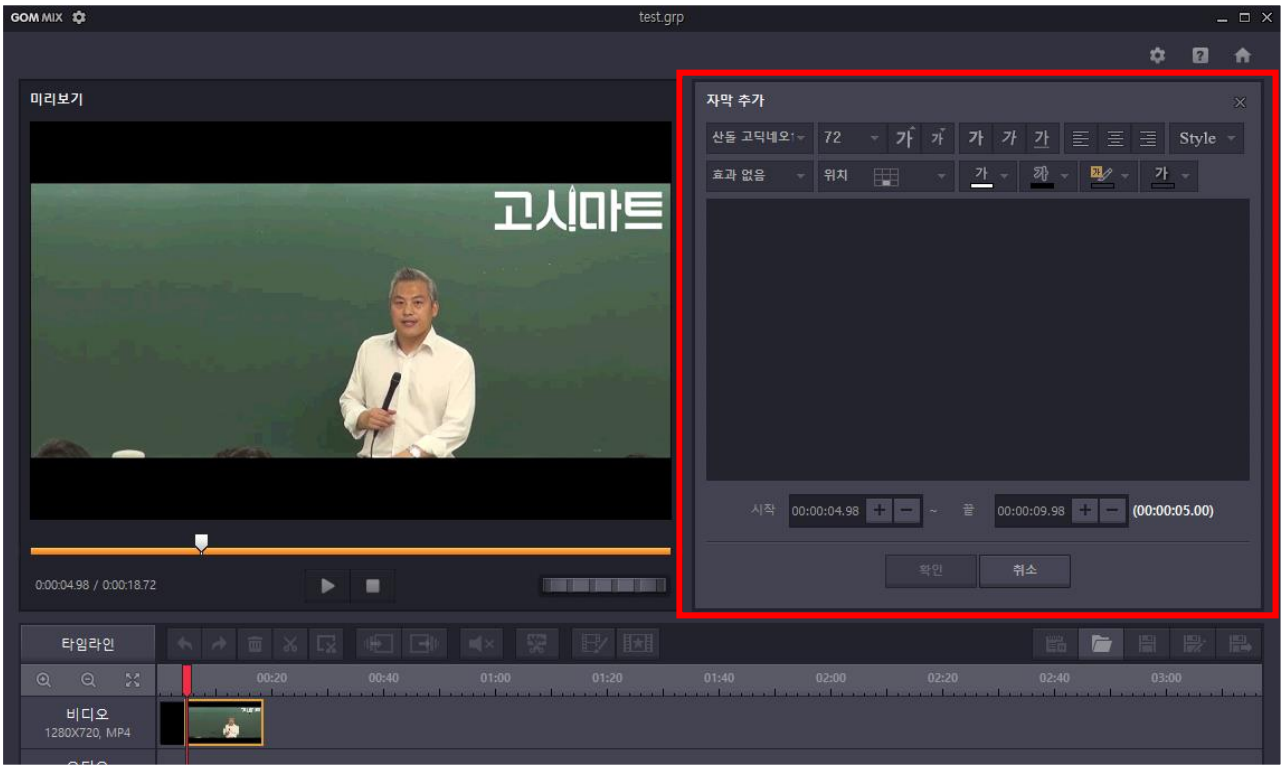 GOM MIX
test.grp
미리보기
고시마트
0:00:04.98 / 0:00:18.72
자막 추가
산돌 고딕네오1
72
가 가 가 가 가
Style
효과 없음
위치
가 가 가 가
시작 00:00:04.98 + − ~ 끝 00:00:09.98 + − (00:00:05.00)
확인 취소
타임라인
00:20 00:40 01:00 01:20 01:40 02:00 02:20 02:40 03:00
비디오
1280X720, MP4